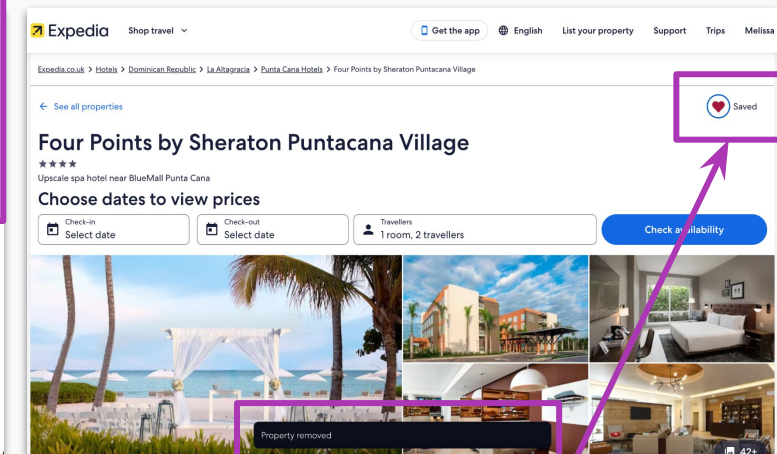 Expedia Shop travel Get the app English List your property Support Trips Melissa
Expedia.co.uk > Hotels > Dominican Republic > La Altagracia > Punta Cana Hotels > Four Points by Sheraton Puntacana Village
See all properties
Saved
Four Points by Sheraton Puntacana Village
Upscale spa hotel near BlueMall Punta Cana
Choose dates to view prices
Check-in
Select date
Check-out
Select date
Travellers
1 room, 2 travellers
Check availability
Property removed
42+